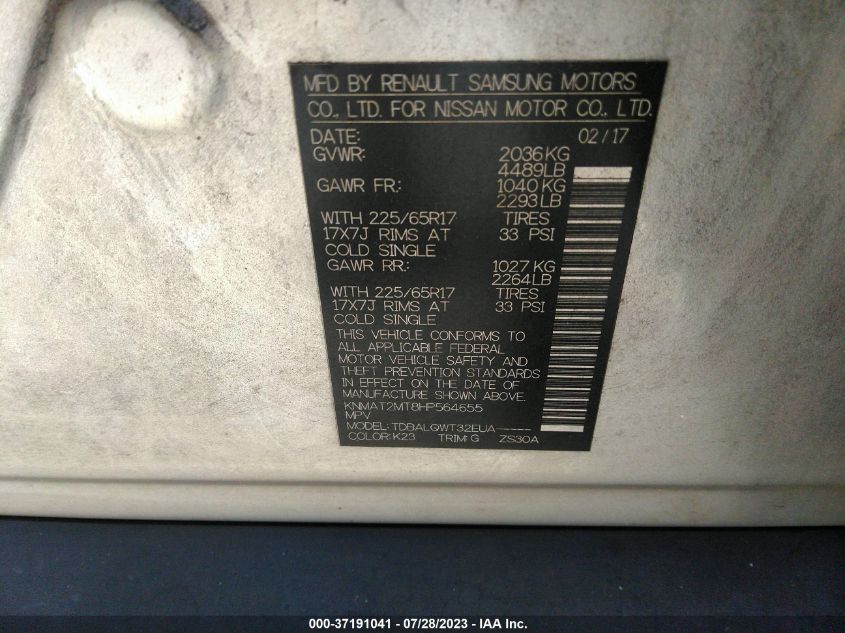 MFD BY RENAULT SAMSUNG MOTORS
CO., LTD. FOR NISSAN MOTOR CO., LTD.
DATE: 02/17
GVWR: 2036KG
4489LB
GAWR FR.: 1040KG
2293LB
WITH 225/65R17 TIRES
17X7J RIMS AT 33 PSI
COLD SINGLE
GAWR RR.: 1027KG
2264LB
WITH 225/65R17 TIRES
17X7J RIMS AT 33 PSI
COLD SINGLE
THIS VEHICLE CONFORMS TO
ALL APPLICABLE FEDERAL
MOTOR VEHICLE SAFETY AND
THEFT PREVENTION STANDARDS
IN EFFECT ON THE DATE OF
MANUFACTURE SHOWN ABOVE.
KNMAT2MT8HP564655
MPV
MODEL: TDBALQWT32EUA-----
COLOR:K23 TRIM:G ZS30A
000-37191041 - 07/28/2023 - IAA Inc.